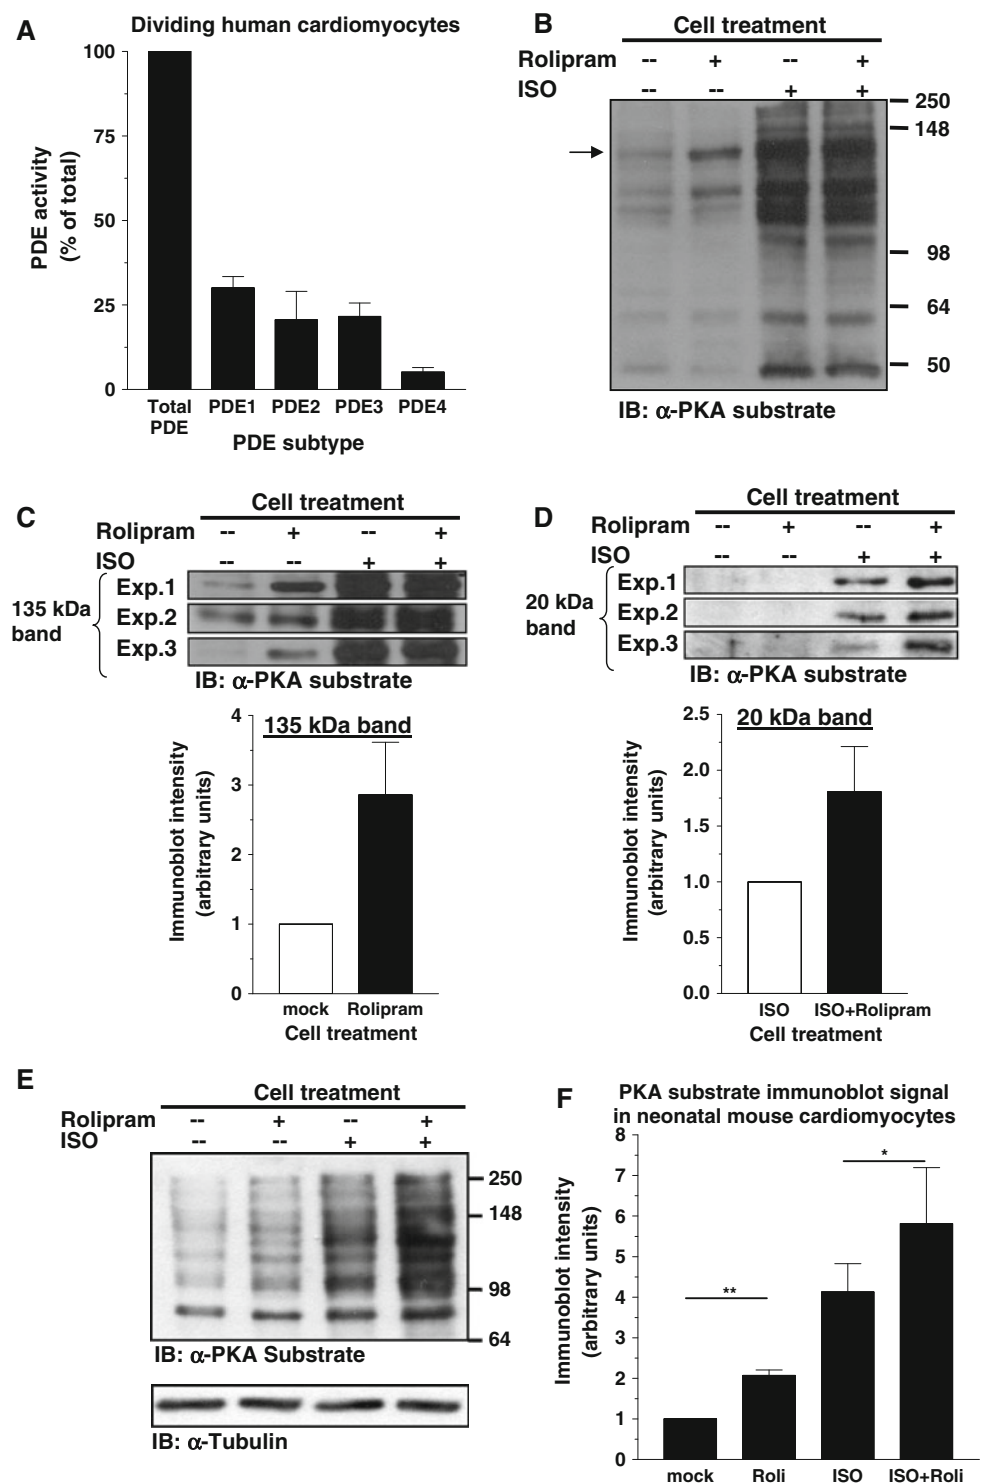 A
Dividing human cardiomyocytes
100
75
50
25
0
PDE activity
(% of total)
Total
PDE
PDE1
PDE2
PDE3
PDE4
PDE subtype
B
Cell treatment
Rolipram -- + -- +
ISO -- -- + +
250
148
98
64
50
IB: α-PKA substrate
C
Cell treatment
Rolipram -- + -- +
ISO -- -- + +
135 kDa
band
Exp.1
Exp.2
Exp.3
IB: α-PKA substrate
135 kDa band
4
3
2
1
0
Immunoblot intensity
(arbitrary units)
mock Rolipram
Cell treatment
D
Cell treatment
Rolipram -- + -- +
ISO -- -- + +
20 kDa
band
Exp.1
Exp.2
Exp.3
IB: α-PKA substrate
20 kDa band
2.5
2.0
1.5
1.0
0.5
0.0
Immunoblot intensity
(arbitrary units)
ISO ISO+Rolipram
Cell treatment
E
Cell treatment
Rolipram -- + -- +
ISO -- -- + +
250
148
98
64
IB: α-PKA Substrate
IB: α-Tubulin
F
PKA substrate immunoblot signal
in neonatal mouse cardiomyocytes
8
7
6
5
4
3
2
1
0
Immunoblot intensity
(arbitrary units)
**
*
mock Roli ISO ISO+Roli